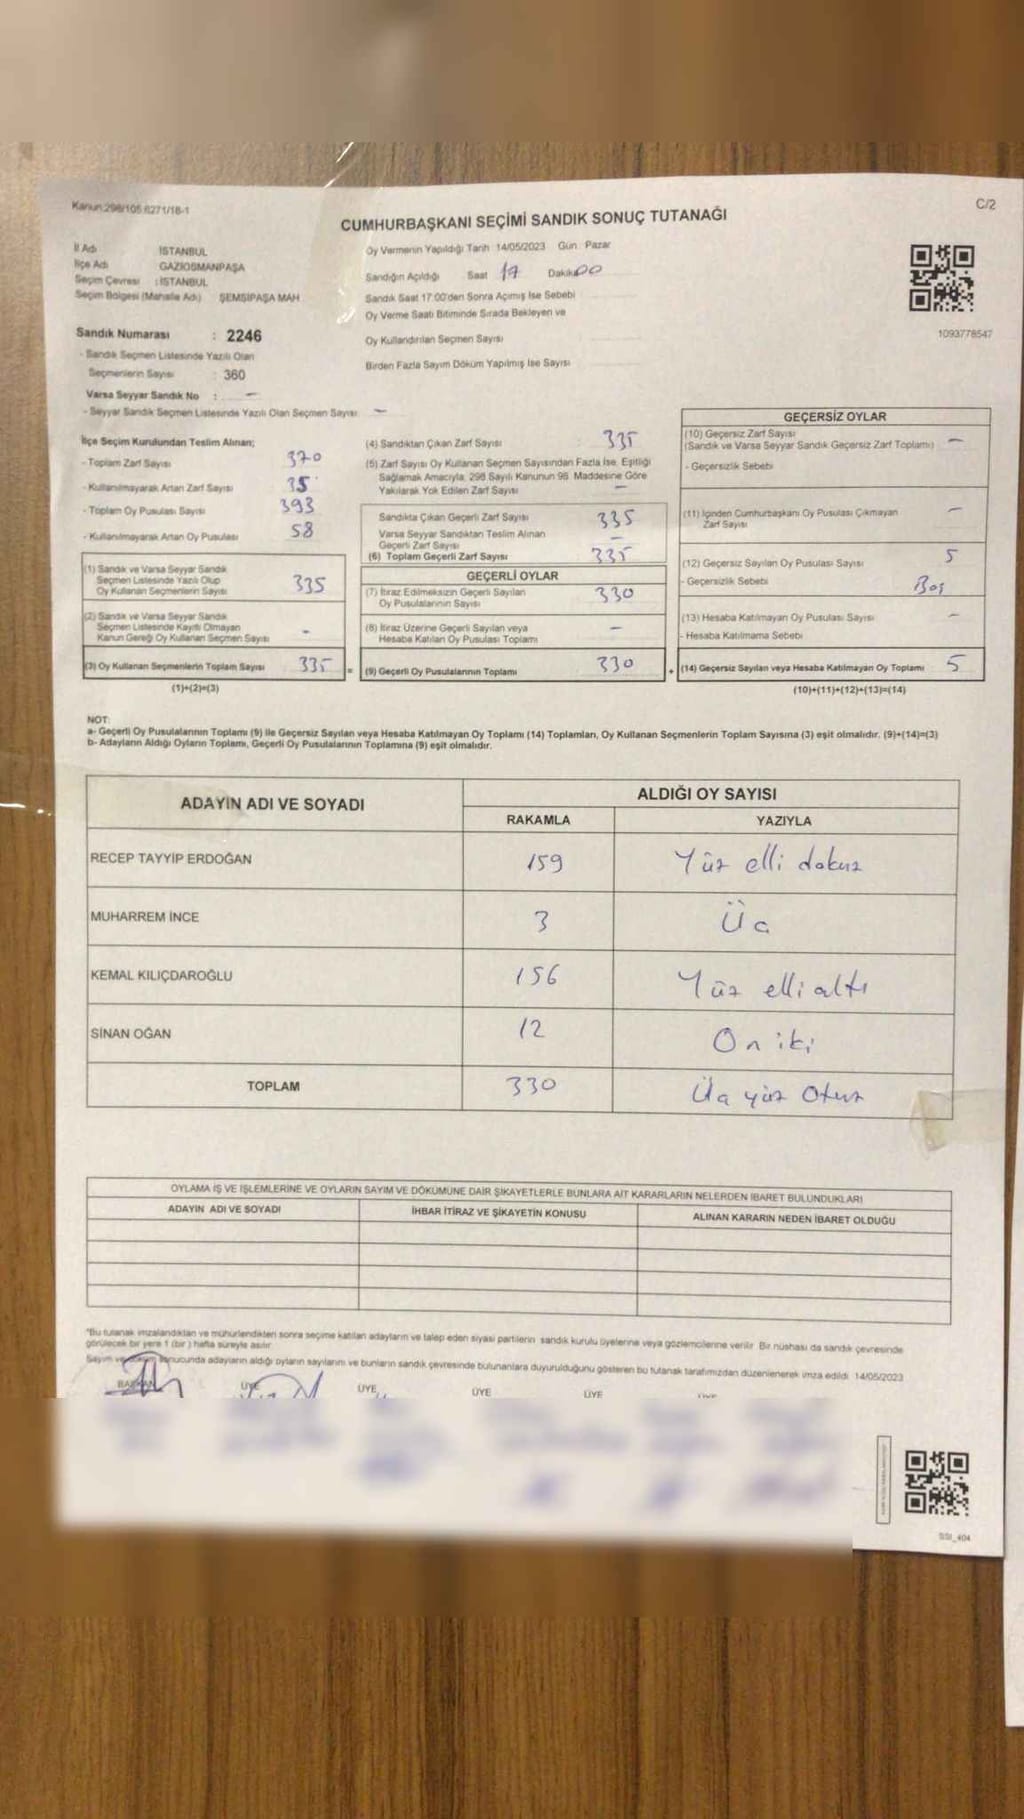 Kanun:298/105 6271/18-1
C/2
CUMHURBAŞKANI SEÇİMİ SANDIK SONUÇ TUTANAĞI
İl Adı : İSTANBUL
İlçe Adı : GAZİOSMANPAŞA
Seçim Çevresi : İSTANBUL
Seçim Bölgesi (Mahalle Adı) : ŞEMSİPAŞA MAH.
Sandık Numarası : 2246
- Sandık Seçmen Listesinde Yazılı Olan
Seçmenlerin Sayısı : 360
Varsa Seyyar Sandık No : -
- Seyyar Sandık Seçmen Listesinde Yazılı Olan Seçmen Sayısı -
Oy Vermenin Yapıldığı Tarih 14/05/2023 Gün : Pazar
Sandığın Açıldığı Saat 17 Dakika 00
Sandık Saat 17:00'den Sonra Açımış İse Sebebi
Oy Verme Saati Bitiminde Sırada Bekleyen ve
Oy Kullandırılan Seçmen Sayısı
Birden Fazla Sayım Döküm Yapılmış İse Sayısı
1093778547
İlçe Seçim Kurulundan Teslim Alınan;
- Toplam Zarf Sayısı 370
- Kullanılmayarak Artan Zarf Sayısı 35
- Toplam Oy Pusulası Sayısı 393
- Kullanılmayarak Artan Oy Pusulası 58
(1) Sandık ve Varsa Seyyar Sandık
Seçmen Listesinde Yazılı Olup
Oy Kullanan Seçmenlerin Sayısı 335
(2) Sandık ve Varsa Seyyar Sandık
Seçmen Listesinde Kayıtlı Olmayan
Kanun Gereği Oy Kullanan Seçmen Sayısı -
(3) Oy Kullanan Seçmenlerin Toplam Sayısı 335 =
(1)+(2)=(3)
(4) Sandıktan Çıkan Zarf Sayısı : 335
(5) Zarf Sayısı Oy Kullanan Seçmen Sayısından Fazla İse, Eşitliği
Sağlamak Amacıyla, 298 Sayılı Kanunun 98. Maddesine Göre
Yakılarak Yok Edilen Zarf Sayısı -
Sandıkta Çıkan Geçerli Zarf Sayısı 335
Varsa Seyyar Sandıktan Teslim Alınan
Geçerli Zarf Sayısı -
(6) Toplam Geçerli Zarf Sayısı 335
GEÇERLİ OYLAR
(7) İtiraz Edilmeksizin Geçerli Sayılan
Oy Pusulalarının Sayısı 330
(8) İtiraz Üzerine Geçerli Sayılan veya
Hesaba Katılan Oy Pusulası Toplamı -
(9) Geçerli Oy Pusulalarının Toplamı 330 +
GEÇERSİZ OYLAR
(10) Geçersiz Zarf Sayısı
(Sandık ve Varsa Seyyar Sandık Geçersiz Zarf Toplamı) -
- Geçersizlik Sebebi
(11) İçinden Cumhurbaşkanı Oy Pusulası Çıkmayan
Zarf Sayısı -
(12) Geçersiz Sayılan Oy Pusulası Sayısı 5
- Geçersizlik Sebebi Boş
(13) Hesaba Katılmayan Oy Pusulası Sayısı -
- Hesaba Katılmama Sebebi
(14) Geçersiz Sayılan veya Hesaba Katılmayan Oy Toplamı 5
(10)+(11)+(12)+(13)=(14)
NOT:
a- Geçerli Oy Pusulalarının Toplamı (9) ile Geçersiz Sayılan veya Hesaba Katılmayan Oy Toplamı (14) Toplamları, Oy Kullanan Seçmenlerin Toplam Sayısına (3) eşit olmalıdır. (9)+(14)=(3)
b- Adayların Aldığı Oyların Toplamı, Geçerli Oy Pusulalarının Toplamına (9) eşit olmalıdır.
ADAYIN ADI VE SOYADI
ALDIĞI OY SAYISI
RAKAMLA YAZIYLA
RECEP TAYYİP ERDOĞAN 159 Yüz elli dokuz
MUHARREM İNCE 3 Üç
KEMAL KILIÇDAROĞLU 156 Yüz elli altı
SİNAN OĞAN 12 On iki
TOPLAM 330 Üç yüz Otuz
OYLAMA İŞ VE İŞLEMLERİNE VE OYLARIN SAYIM VE DÖKÜMÜNE DAİR ŞİKAYETLERLE BUNLARA AİT KARARLARIN NELERDEN İBARET BULUNDUKLARI
ADAYIN ADI VE SOYADI İHBAR İTİRAZ VE ŞİKAYETİN KONUSU ALINAN KARARIN NEDEN İBARET OLDUĞU
*Bu tutanak imzalandıktan ve mühürlendikten sonra seçime katılan adayların ve talep eden siyasi partilerin sandık kurulu üyelerine veya gözlemcilerine verilir. Bir nüshası da sandık çevresinde
görülecek bir yere 1 (bir ) hafta süreyle asılır.
Sayım ve sonucunda adayların aldığı oyların sayılarını ve bunların sandık çevresinde bulunanlara duyurulduğunu gösteren bu tutanak tarafımızdan düzenlenerek imza edildi. 14/05/2023
BAŞKAN ÜYE ÜYE ÜYE ÜYE
SSI_404